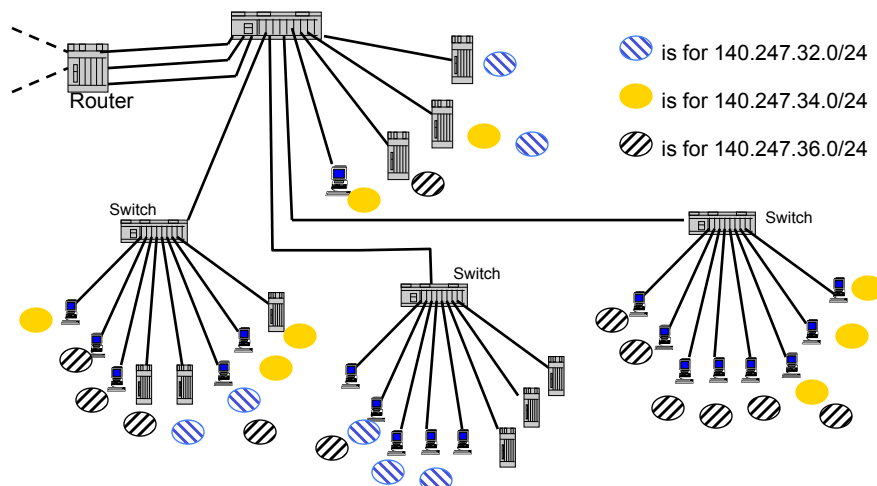 is for 140.247.32.0/24
is for 140.247.34.0/24
Router
is for 140.247.36.0/24
Switch
Switch
Switch